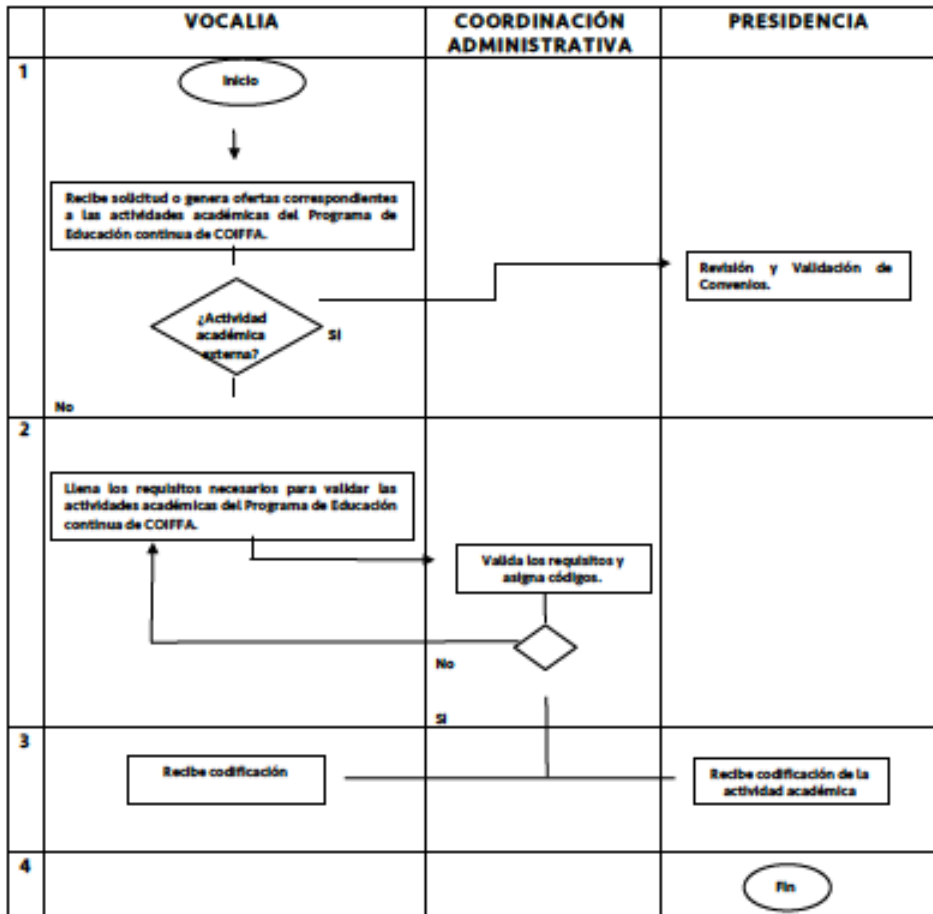 VOCALIA
COORDINACIÓN
ADMINISTRATIVA
PRESIDENCIA
1
Inicio
Recibe solicitud o genera ofertas correspondientes
a las actividades académicas del Programa de
Educación continua de COIFFA.
Revisión y Validación de
Convenios.
¿Actividad
académica
externa?
Si
No
2
Llena los requisitos necesarios para validar las
actividades académicas del Programa de Educación
continua de COIFFA.
Valida los requisitos y
asigna códigos.
No
Si
3
Recibe codificación
Recibe codificación de la
actividad académica
4
Fin